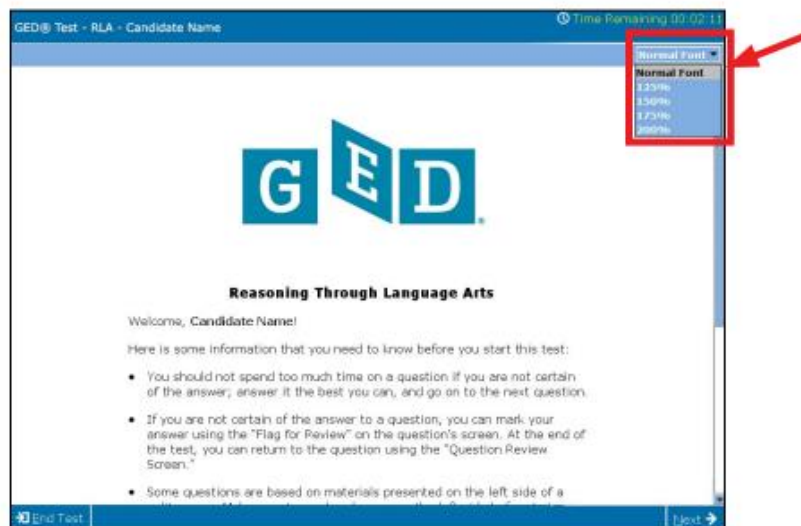 GED® Test - RLA - Candidate Name
Time Remaining 00:02:11
Normal Font
Normal Font
125%
150%
175%
200%
GED
Reasoning Through Language Arts
Welcome, Candidate Name!
Here is some information that you need to know before you start this test:
• You should not spend too much time on a question if you are not certain
of the answer; answer it the best you can, and go on to the next question.
• If you are not certain of the answer to a question, you can mark your
answer using the "Flag for Review" on the question's screen. At the end of
the test, you can return to the question using the "Question Review
Screen."
• Some questions are based on materials presented on the left side of a
End Test
Next